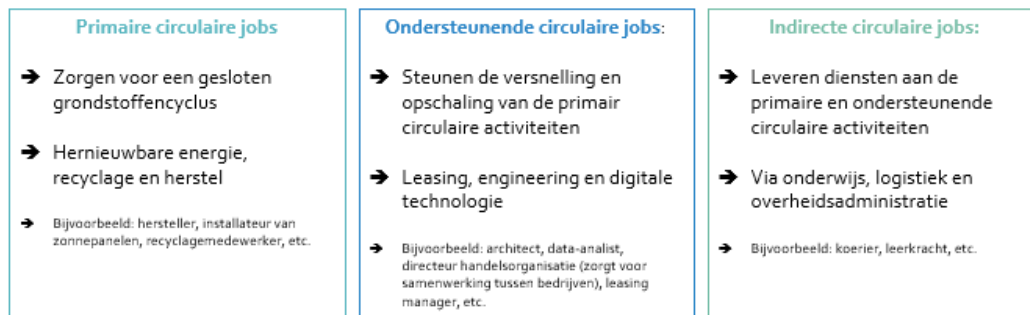 Primaire circulaire jobs
➔ Zorgen voor een gesloten
grondstoffencyclus
➔ Hernieuwbare energie,
recyclage en herstel
➔ Bijvoorbeeld: hersteller, installateur van
zonnepanelen, recyclagemedewerker, etc.
Ondersteunende circulaire jobs:
➔ Steunen de versnelling en
opschaling van de primair
circulaire activiteiten
➔ Leasing, engineering en digitale
technologie
➔ Bijvoorbeeld: architect, data-analist,
directeur handelsorganisatie (zorgt voor
samenwerking tussen bedrijven), leasing
manager, etc.
Indirecte circulaire jobs:
➔ Leveren diensten aan de
primaire en ondersteunende
circulaire activiteiten
➔ Via onderwijs, logistiek en
overheidsadministratie
➔ Bijvoorbeeld: koerier, leerkracht, etc.